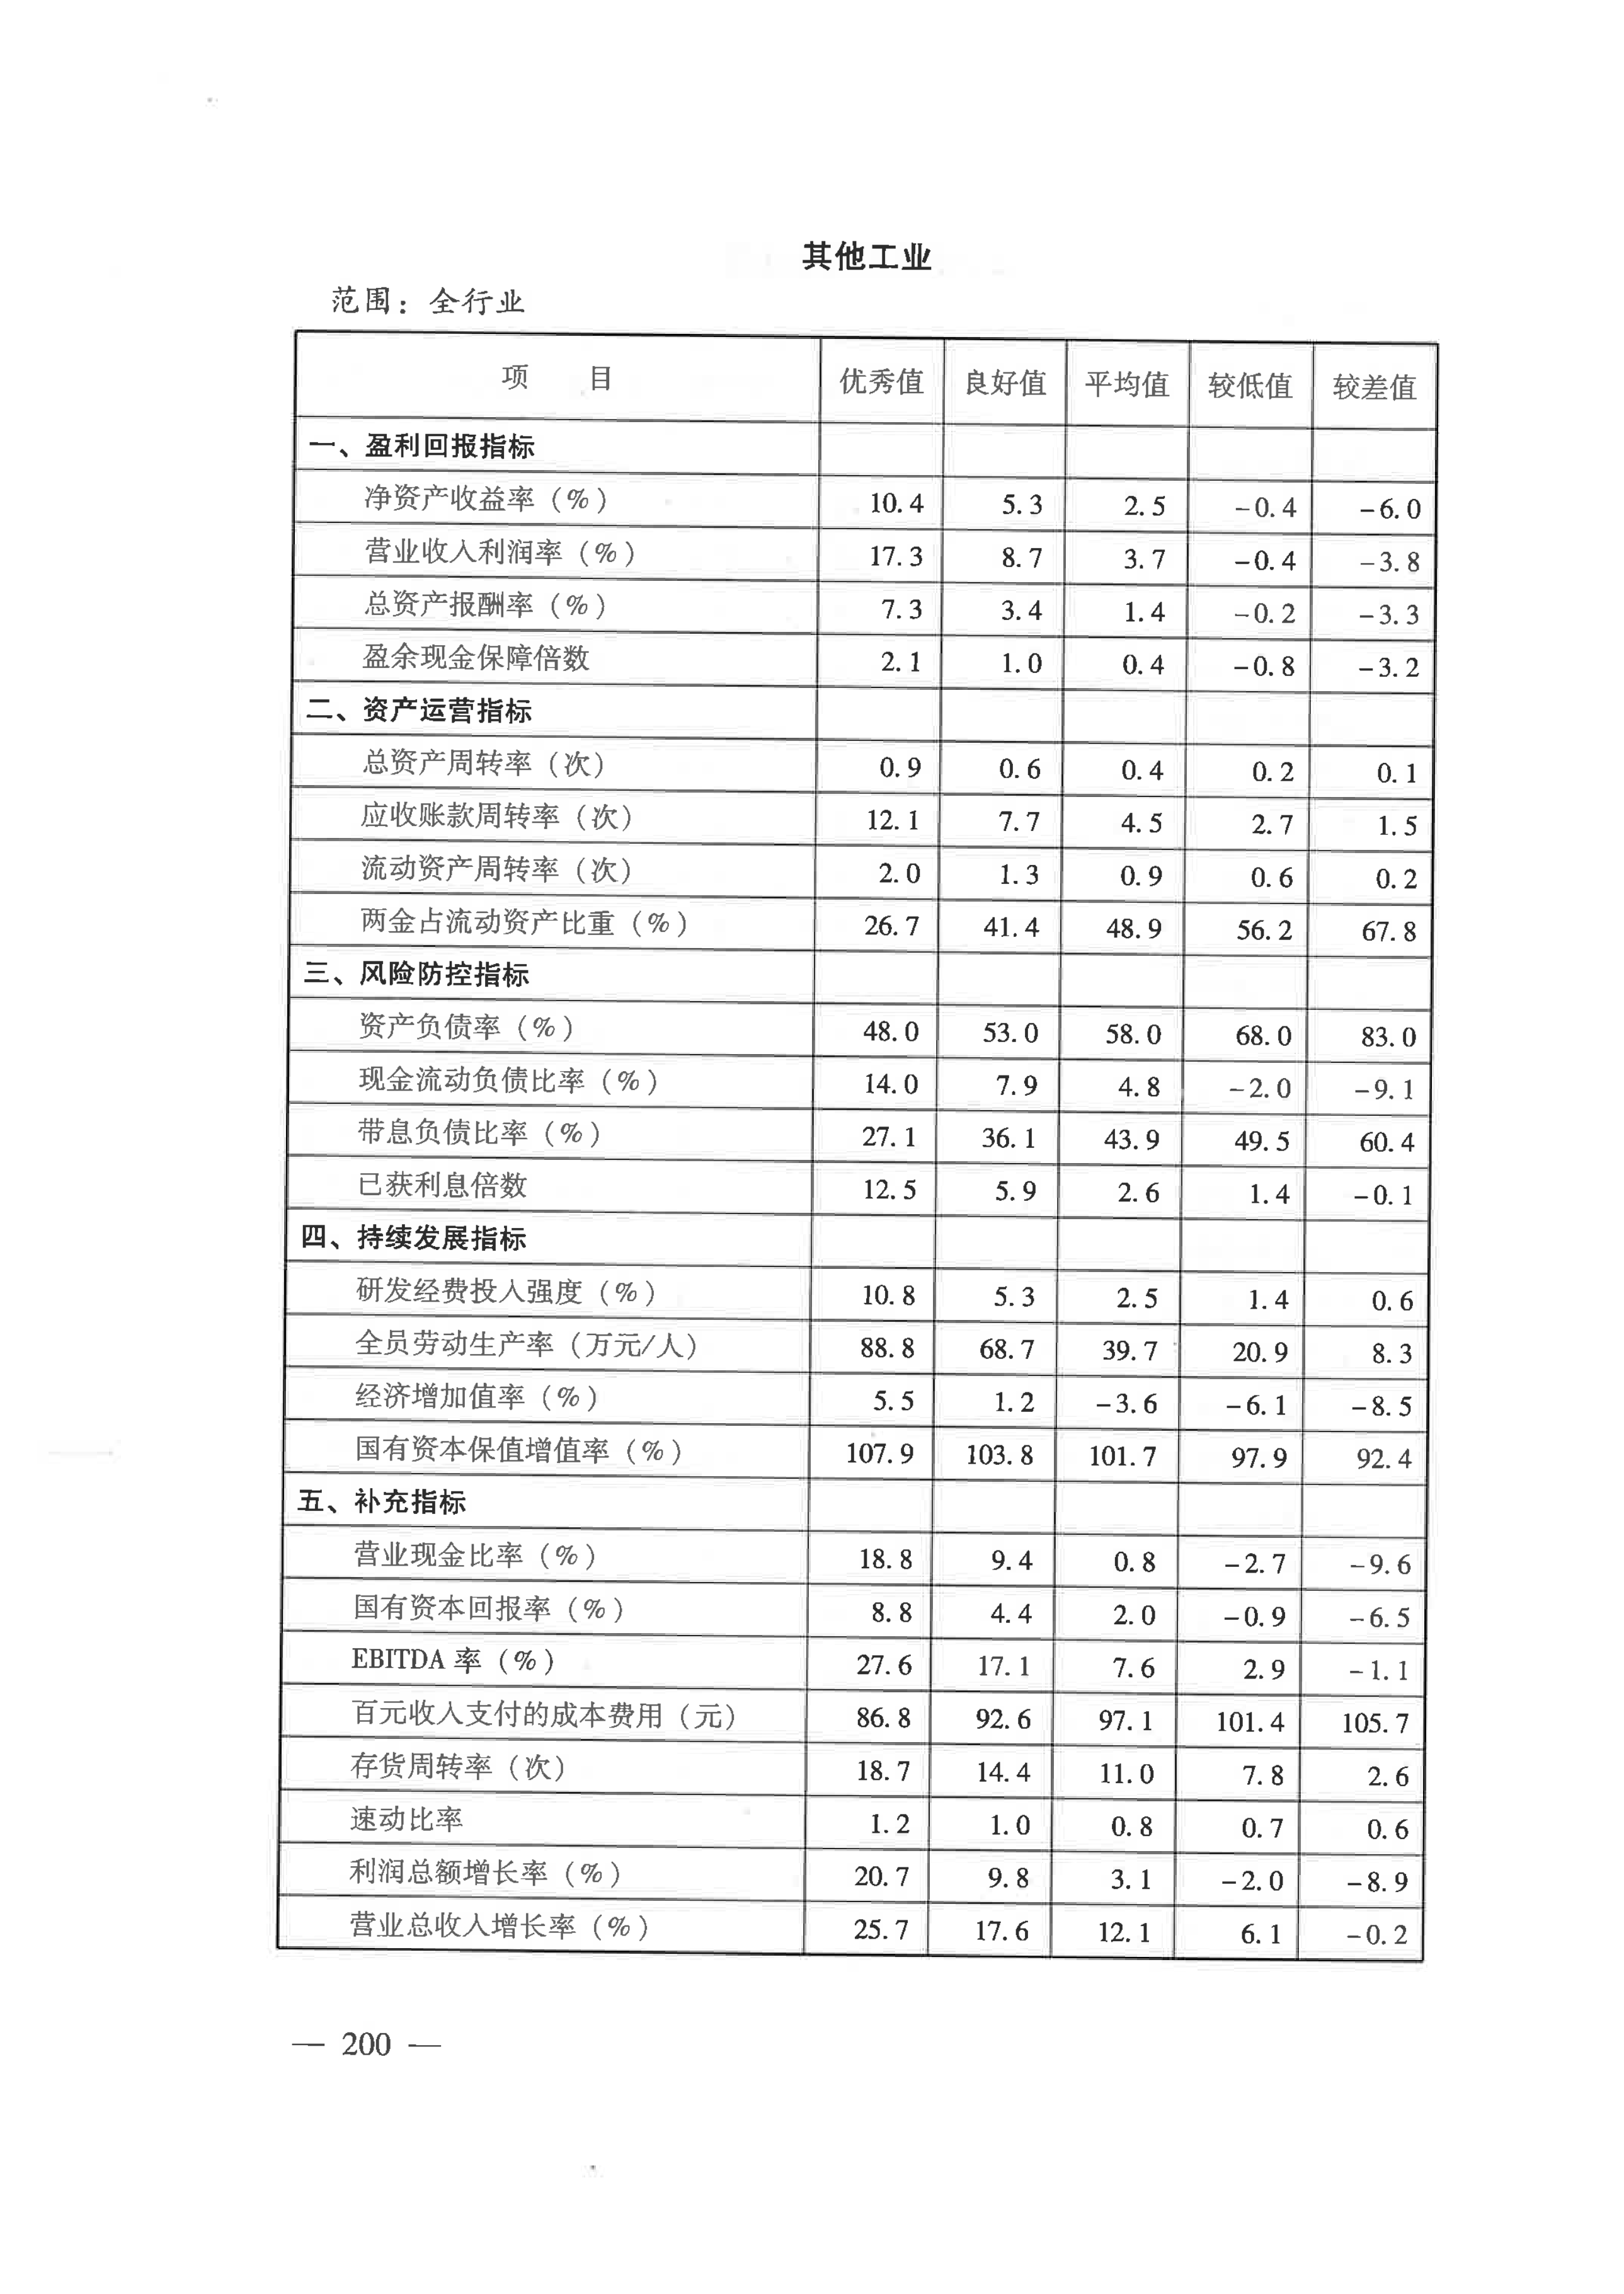 其他工业
范围：全行业
项 目 优秀值 良好值 平均值 较低值 较差值
一、盈利回报指标
净资产收益率（%） 10.4 5.3 2.5 -0.4 -6.0
营业收入利润率（%） 17.3 8.7 3.7 -0.4 -3.8
总资产报酬率（%） 7.3 3.4 1.4 -0.2 -3.3
盈余现金保障倍数 2.1 1.0 0.4 -0.8 -3.2
二、资产运营指标
总资产周转率（次） 0.9 0.6 0.4 0.2 0.1
应收账款周转率（次） 12.1 7.7 4.5 2.7 1.5
流动资产周转率（次） 2.0 1.3 0.9 0.6 0.2
两金占流动资产比重（%） 26.7 41.4 48.9 56.2 67.8
三、风险防控指标
资产负债率（%） 48.0 53.0 58.0 68.0 83.0
现金流动负债比率（%） 14.0 7.9 4.8 -2.0 -9.1
带息负债比率（%） 27.1 36.1 43.9 49.5 60.4
已获利息倍数 12.5 5.9 2.6 1.4 -0.1
四、持续发展指标
研发经费投入强度（%） 10.8 5.3 2.5 1.4 0.6
全员劳动生产率（万元/人） 88.8 68.7 39.7 20.9 8.3
经济增加值率（%） 5.5 1.2 -3.6 -6.1 -8.5
国有资本保值增值率（%） 107.9 103.8 101.7 97.9 92.4
五、补充指标
营业现金比率（%） 18.8 9.4 0.8 -2.7 -9.6
国有资本回报率（%） 8.8 4.4 2.0 -0.9 -6.5
EBITDA 率（%） 27.6 17.1 7.6 2.9 -1.1
百元收入支付的成本费用（元） 86.8 92.6 97.1 101.4 105.7
存货周转率（次） 18.7 14.4 11.0 7.8 2.6
速动比率 1.2 1.0 0.8 0.7 0.6
利润总额增长率（%） 20.7 9.8 3.1 -2.0 -8.9
营业总收入增长率（%） 25.7 17.6 12.1 6.1 -0.2
— 200 —